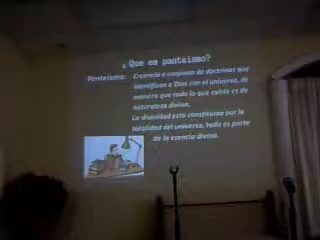 ¿ Que es panteísmo?
Panteísmo: Creencia o conjunto de doctrinas que
identifican a Dios con el universo, de
manera que todo lo que existe es de
naturaleza divina.
La divinidad esta constituida por la
totalidad del universo, todo es parte
de la esencia divina.